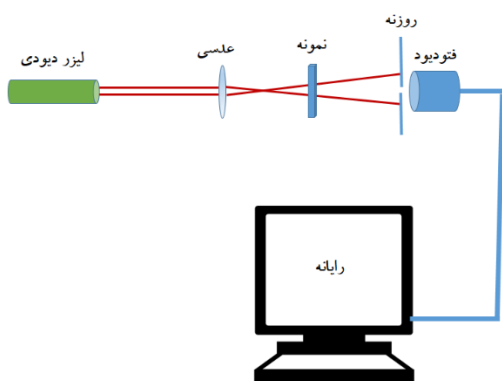 روزنه
نمونه
عدسی
لیزر دیودی
فتودیود
رایانه